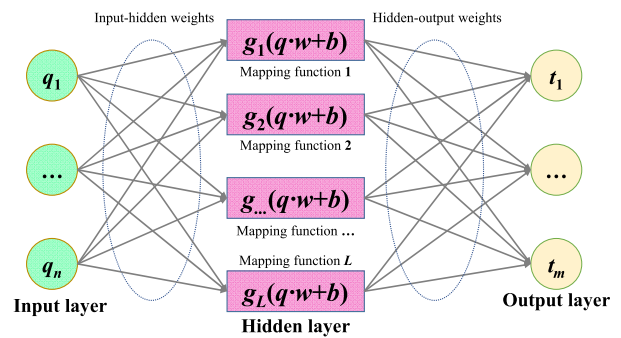 Input-hidden weights
Hidden-output weights
q1
...
qn
Input layer
g1(q·w+b)
Mapping function 1
g2(q·w+b)
Mapping function 2
g...(q·w+b)
Mapping function ...
Mapping function L
gL(q·w+b)
Hidden layer
t1
...
tm
Output layer